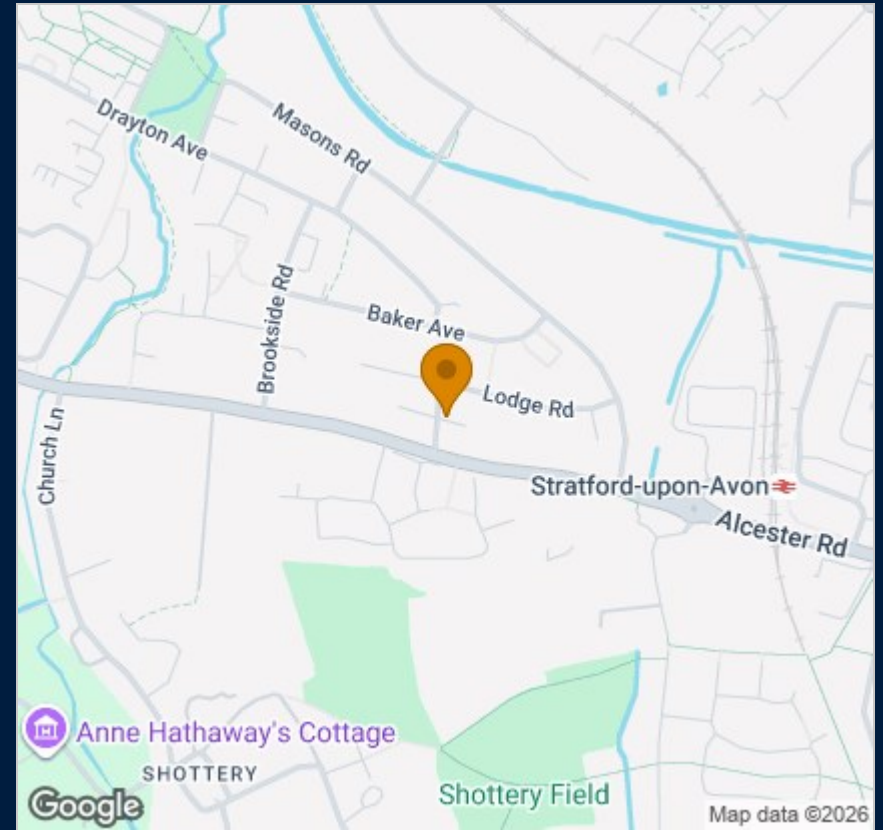 Drayton Ave
Masons Rd
Brookside Rd
Baker Ave
Lodge Rd
Church Ln
Stratford-upon-Avon
Alcester Rd
Anne Hathaway's Cottage
SHOTTERY
Shottery Field
Google
Map data ©2026